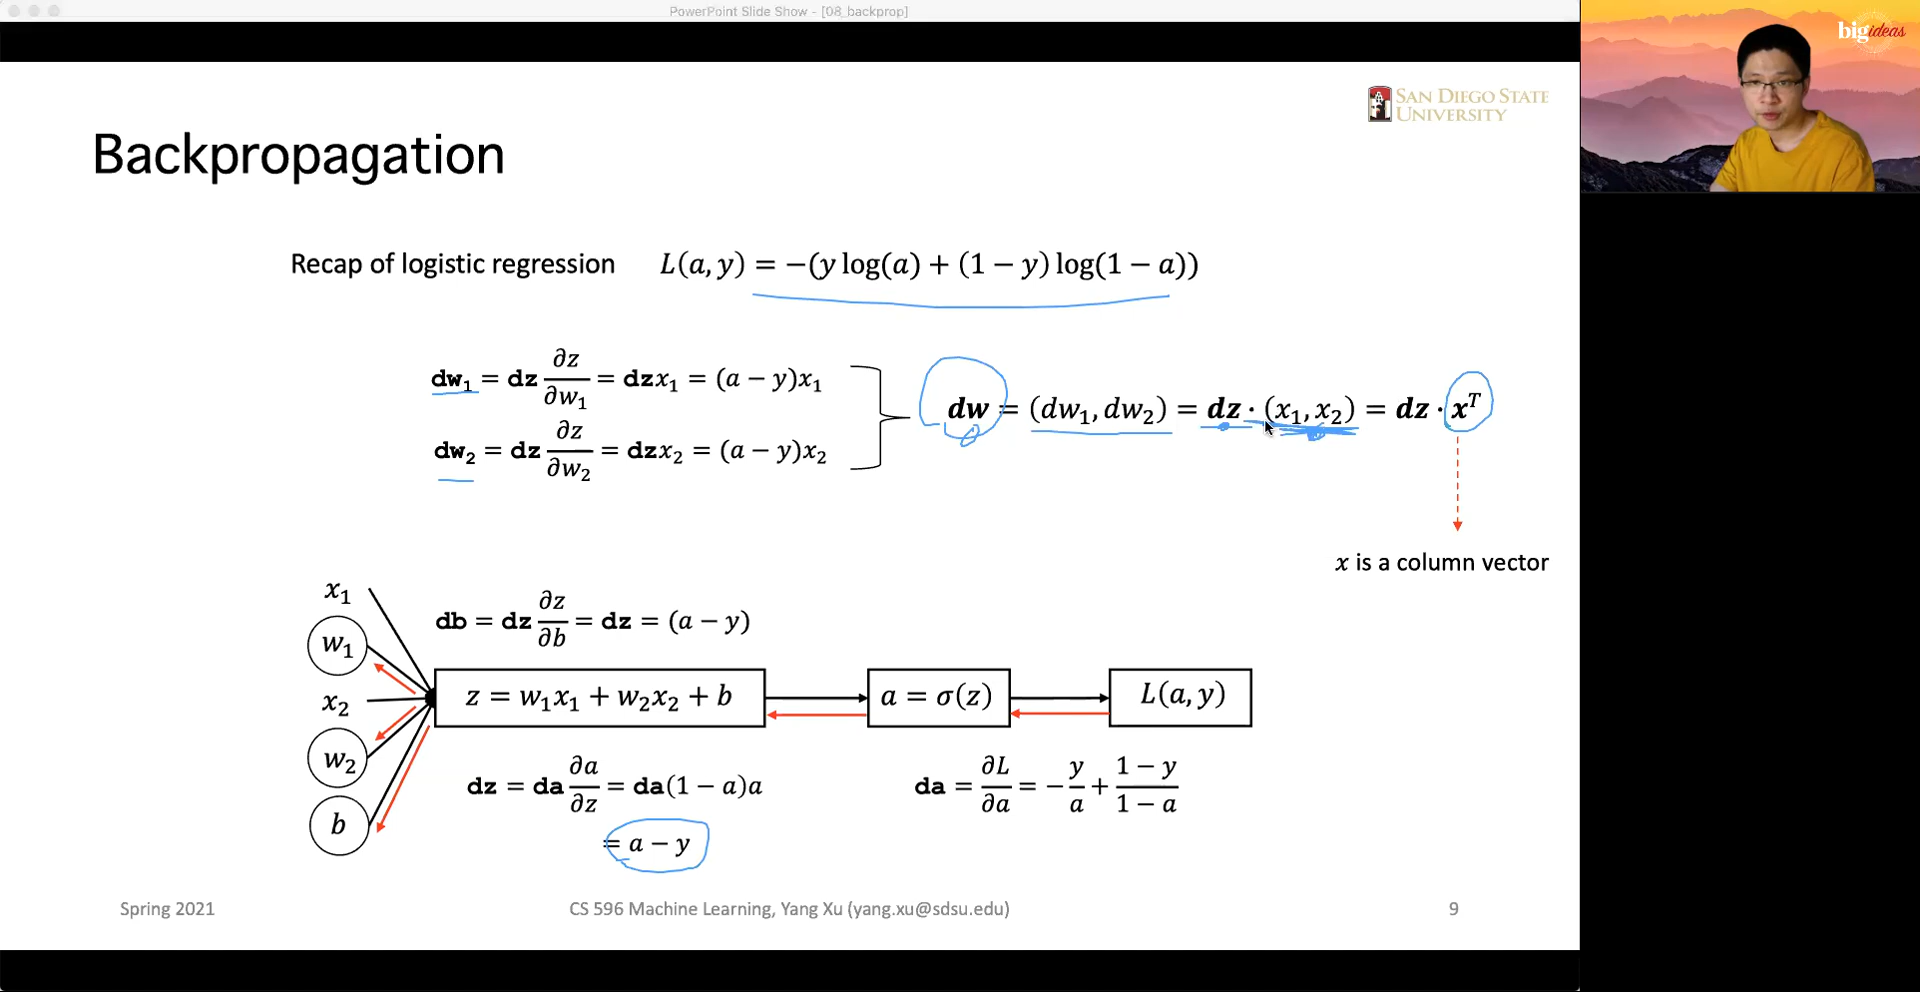 PowerPoint Slide Show - [08_backprop]
bigideas
SAN DIEGO STATE
UNIVERSITY
Backpropagation
Recap of logistic regression L(a, y) = −(y log(a) + (1 − y) log(1 − a))
dw₁ = dz ∂z/∂w₁ = dzx₁ = (a − y)x₁
dw₂ = dz ∂z/∂w₂ = dzx₂ = (a − y)x₂
dw = (dw₁, dw₂) = dz · (x₁, x₂) = dz · xᵀ
x is a column vector
x₁
w₁
x₂
w₂
b
db = dz ∂z/∂b = dz = (a − y)
z = w₁x₁ + w₂x₂ + b
a = σ(z)
L(a, y)
dz = da ∂a/∂z = da(1 − a)a
= a − y
da = ∂L/∂a = − y/a + (1 − y)/(1 − a)
Spring 2021
CS 596 Machine Learning, Yang Xu (yang.xu@sdsu.edu)
9